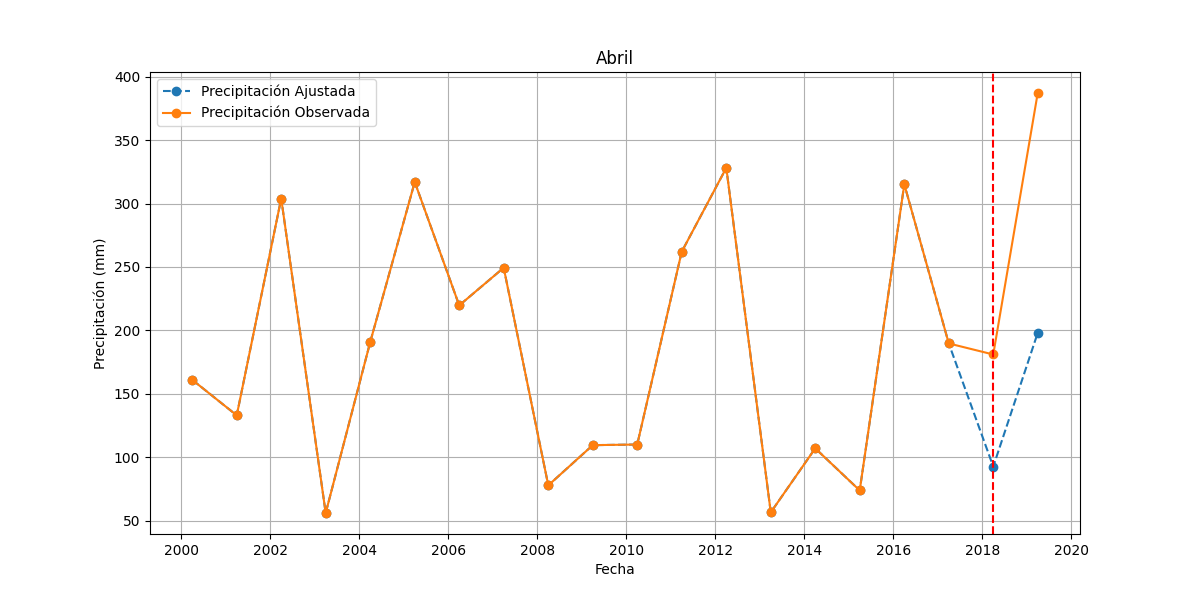 Abril
Precipitación Ajustada
Precipitación Observada
Precipitación (mm)
400
350
300
250
200
150
100
50
2000 2002 2004 2006 2008 2010 2012 2014 2016 2018 2020
Fecha